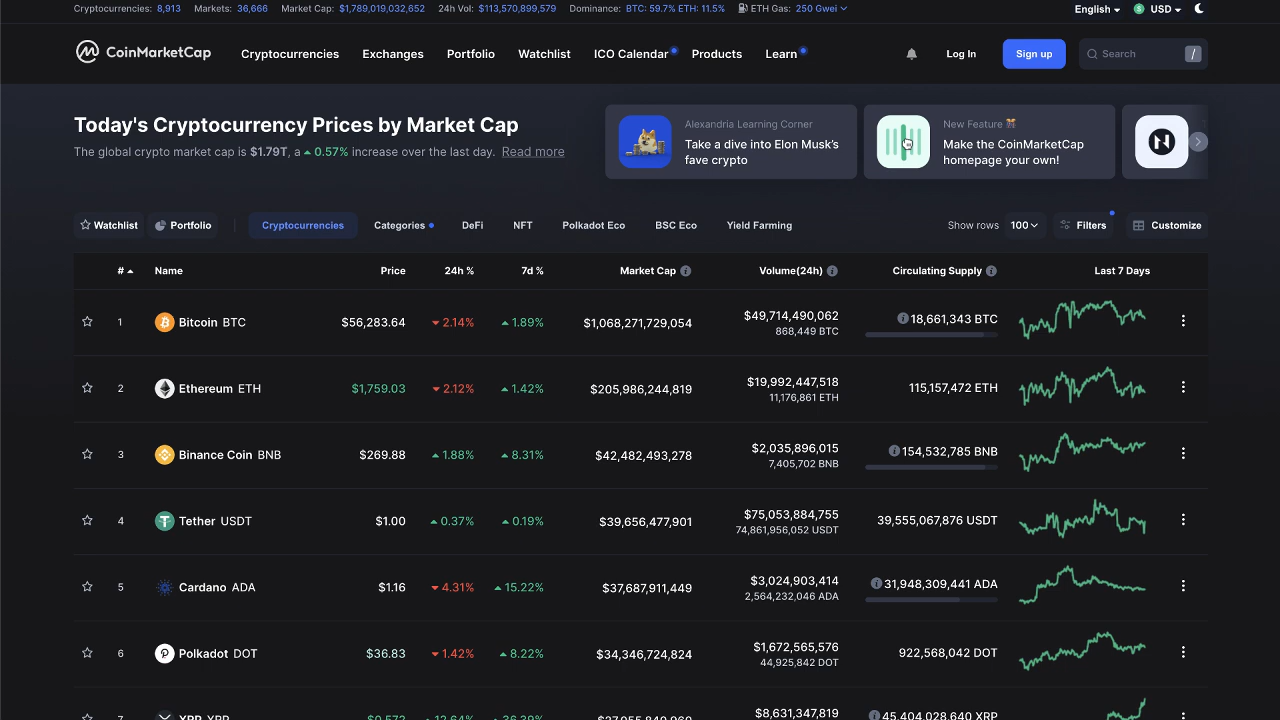 Cryptocurrencies: 8,913 Markets: 36,666 Market Cap: $1,789,019,032,652 24h Vol: $113,570,899,579 Dominance: BTC: 59.7% ETH: 11.5% ETH Gas: 250 Gwei English USD
CoinMarketCap Cryptocurrencies Exchanges Portfolio Watchlist ICO Calendar Products Learn Log In Sign up Search /
Today's Cryptocurrency Prices by Market Cap
The global crypto market cap is $1.79T, a 0.57% increase over the last day. Read more
Alexandria Learning Corner
Take a dive into Elon Musk's
fave crypto
New Feature
Make the CoinMarketCap
homepage your own!
Watchlist Portfolio Cryptocurrencies Categories DeFi NFT Polkadot Eco BSC Eco Yield Farming Show rows 100 Filters Customize
# Name Price 24h % 7d % Market Cap Volume(24h) Circulating Supply Last 7 Days
1 Bitcoin BTC $56,283.64 2.14% 1.89% $1,068,271,729,054 $49,714,490,062 18,661,343 BTC
868,449 BTC
2 Ethereum ETH $1,759.03 2.12% 1.42% $205,986,244,819 $19,992,447,518 115,157,472 ETH
11,176,861 ETH
3 Binance Coin BNB $269.88 1.88% 8.31% $42,482,493,278 $2,035,896,015 154,532,785 BNB
7,405,702 BNB
4 Tether USDT $1.00 0.37% 0.19% $39,656,477,901 $75,053,884,755 39,555,067,876 USDT
74,861,956,052 USDT
5 Cardano ADA $1.16 4.31% 15.22% $37,687,911,449 $3,024,903,414 31,948,309,441 ADA
2,564,232,046 ADA
6 Polkadot DOT $36.83 1.42% 8.22% $34,346,724,824 $1,672,565,576 922,568,042 DOT
44,925,842 DOT
XRP XRP $0.572 12.64% 36.39% $8,631,347,819 45,404,028,640 XRP